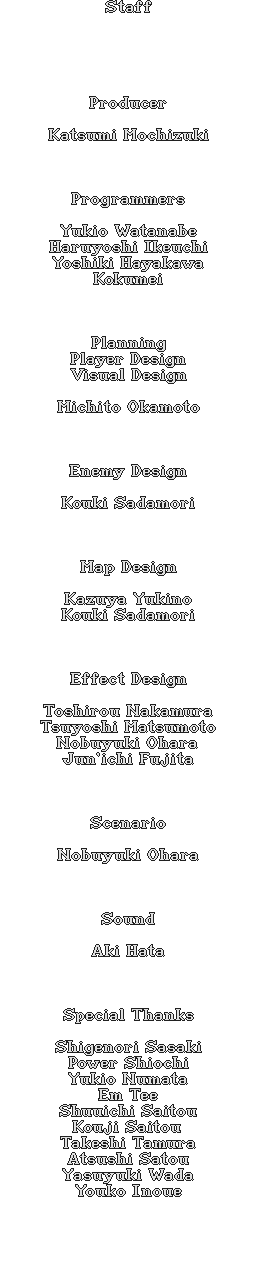 Staff
Producer
Katsumi Mochizuki
Programmers
Yukio Watanabe
Haruyoshi Ikeuchi
Yoshiki Hayakawa
Kokumei
Planning
Player Design
Visual Design
Michito Okamoto
Enemy Design
Kouki Sadamori
Map Design
Kazuya Yukino
Kouki Sadamori
Effect Design
Toshirou Nakamura
Tsuyoshi Matsumoto
Nobuyuki Ohara
Jun'ichi Fujita
Scenario
Nobuyuki Ohara
Sound
Aki Hata
Special Thanks
Shigenori Sasaki
Power Shiochi
Yukio Numata
Em Tee
Shuuichi Saitou
Kouji Saitou
Takeshi Tamura
Atsushi Satou
Yasuyuki Wada
Youko Inoue